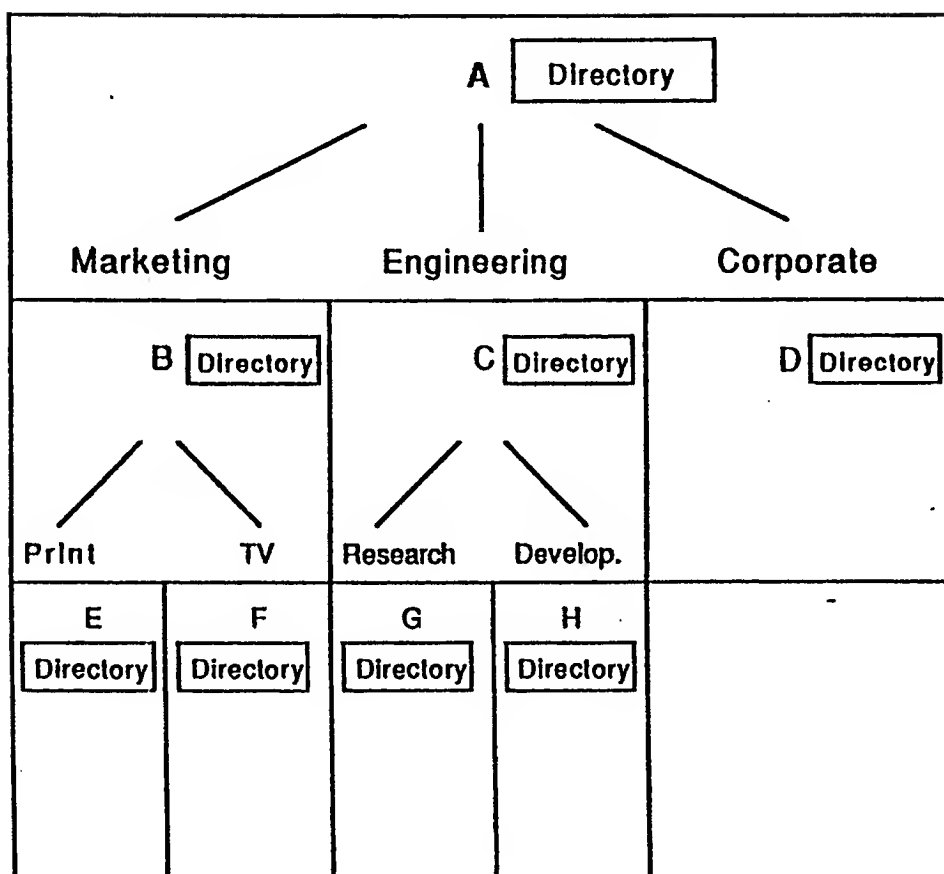 A Directory
Marketing Engineering Corporate
B Directory C Directory D Directory
Print TV Research Develop.
E F G H
Directory Directory Directory Directory